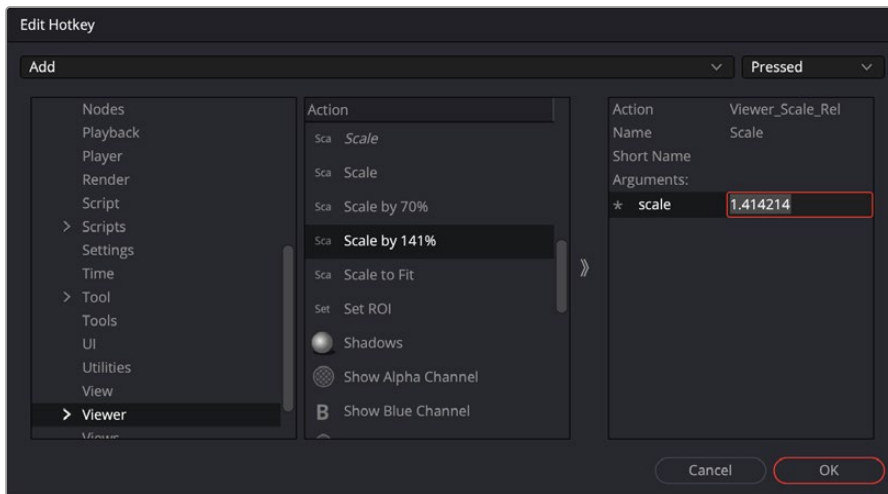 Edit Hotkey
Add
Pressed
Nodes
Playback
Player
Render
Script
Scripts
Settings
Time
Tool
Tools
UI
Utilities
View
Viewer
Views
Action
Sca Scale
Sca Scale
Sca Scale by 70%
Sca Scale by 141%
Sca Scale to Fit
Set Set ROI
Shadows
Show Alpha Channel
B Show Blue Channel
Action Viewer_Scale_Rel
Name Scale
Short Name
Arguments:
* scale 1.414214
Cancel
OK